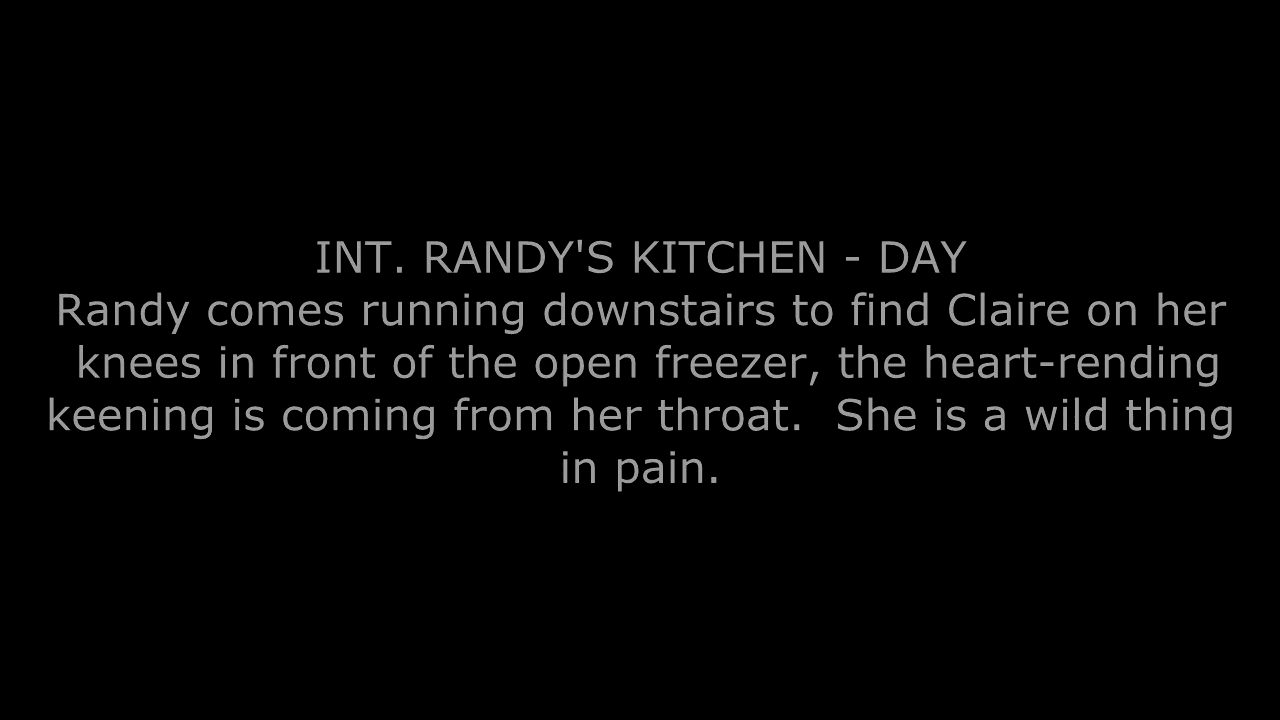 INT. RANDY'S KITCHEN - DAY
Randy comes running downstairs to find Claire on her
knees in front of the open freezer, the heart-rending
keening is coming from her throat.  She is a wild thing
in pain.